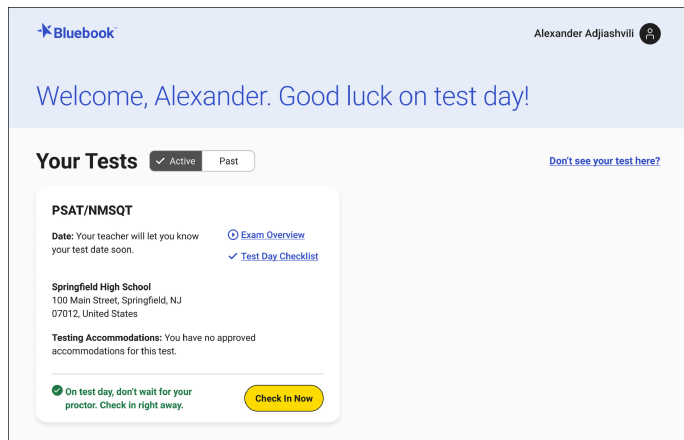 Bluebook™
Alexander Adjiashvili
Welcome, Alexander. Good luck on test day!
Your Tests
Active
Past
Don't see your test here?
PSAT/NMSQT
Date: Your teacher will let you know
your test date soon.
Exam Overview
Test Day Checklist
Springfield High School
100 Main Street, Springfield, NJ
07012, United States
Testing Accommodations: You have no approved
accommodations for this test.
On test day, don't wait for your
proctor. Check in right away.
Check In Now